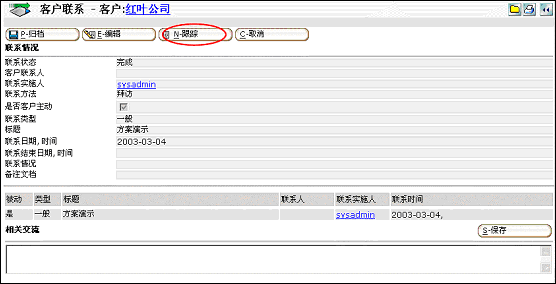 客户联系 - 客户:红叶公司
P-归档 E-编辑 N-跟踪 C-取消
联系情况
联系状态 完成
客户联系人
联系实施人 sysadmin
联系方法 拜访
是否客户主动
联系类型 一般
标题 方案演示
联系日期,时间 2003-03-04
联系结束日期,时间
联系情况
备注文档
被动 类型 标题 联系人 联系实施人 联系时间
是 一般 方案演示 sysadmin 2003-03-04,
相关交流 S-保存